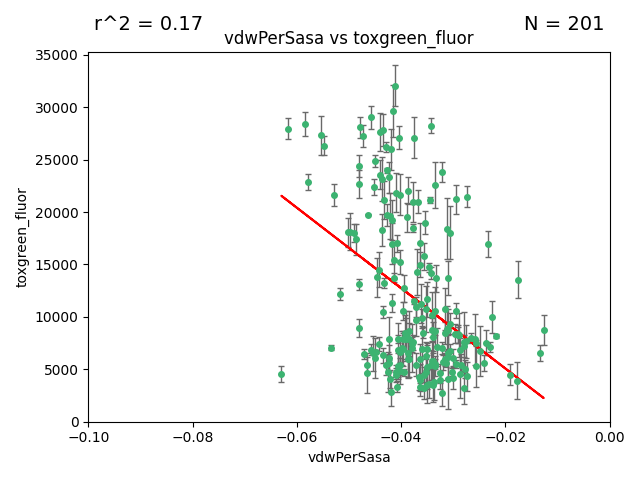 r^2 = 0.17
N = 201
vdwPerSasa vs toxgreen_fluor
35000
30000
25000
20000
15000
10000
5000
0
toxgreen_fluor
−0.10
−0.08
−0.06
−0.04
−0.02
0.00
vdwPerSasa